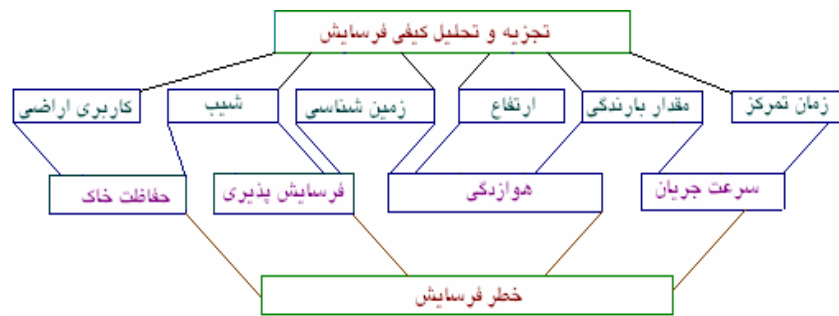 تجزیه و تحلیل کیفی فرسایش
زمان تمرکز
مقدار بارندگی
ارتفاع
زمین شناسی
شیب
کاربری اراضی
سرعت جریان
هوازدگی
فرسایش پذیری
حفاظت خاک
خطر فرسایش